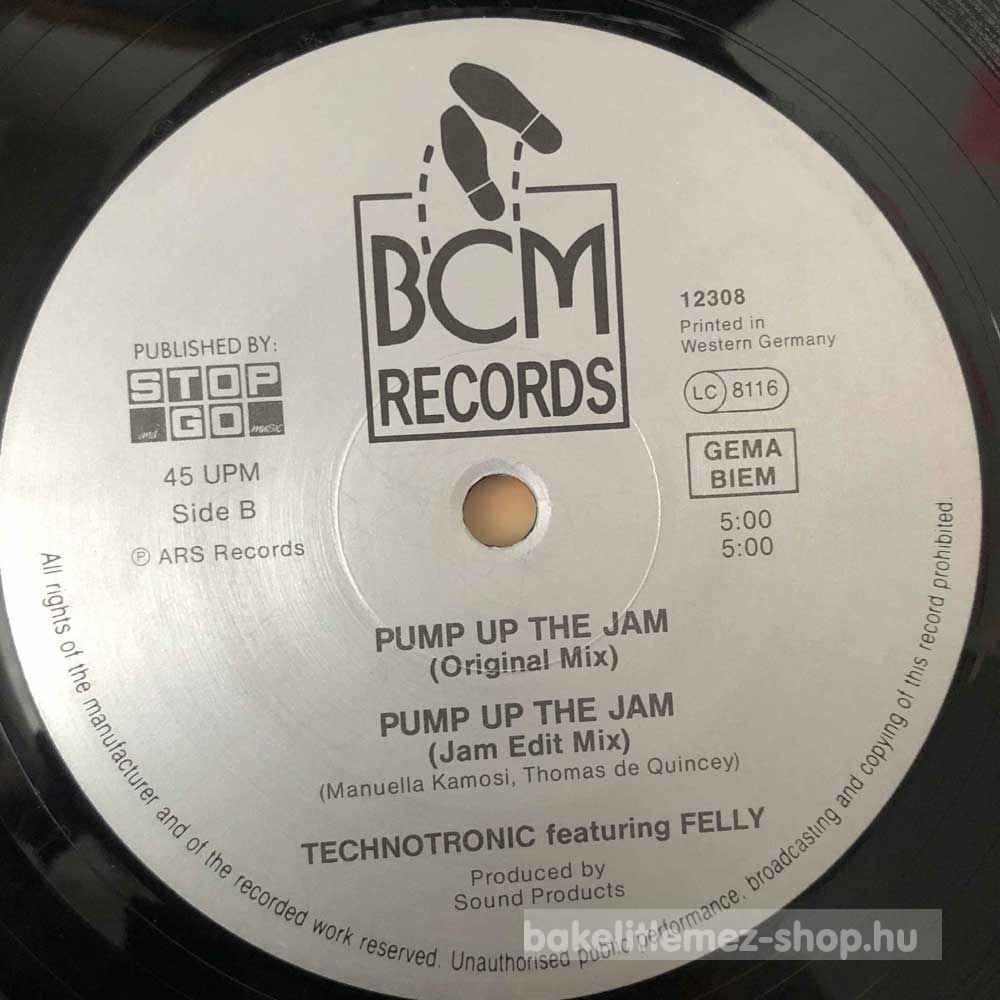 BCM
RECORDS
PUBLISHED BY:
STOP
and GO music
45 UPM
Side B
℗ ARS Records
12308
Printed in
Western Germany
LC 8116
GEMA
BIEM
5:00
5:00
PUMP UP THE JAM
(Original Mix)
PUMP UP THE JAM
(Jam Edit Mix)
(Manuella Kamosi, Thomas de Quincey)
TECHNOTRONIC featuring FELLY
Produced by
Sound Products
All rights of the manufacturer and of the recorded work reserved. Unauthorised public performance, broadcasting and copying of this record prohibited.
bakelitlemez-shop.hu